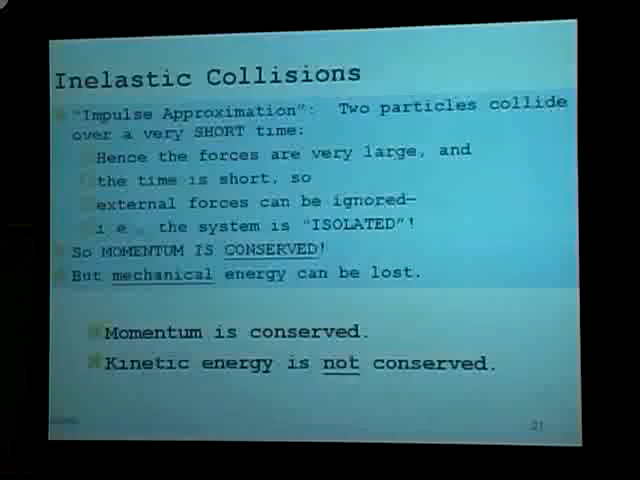 Inelastic Collisions
"Impulse Approximation": Two particles collide
over a very SHORT time:
Hence the forces are very large, and
the time is short, so
external forces can be ignored—
i.e. the system is "ISOLATED"!
So MOMENTUM IS CONSERVED!
But mechanical energy can be lost.
Momentum is conserved.
Kinetic energy is not conserved.
21